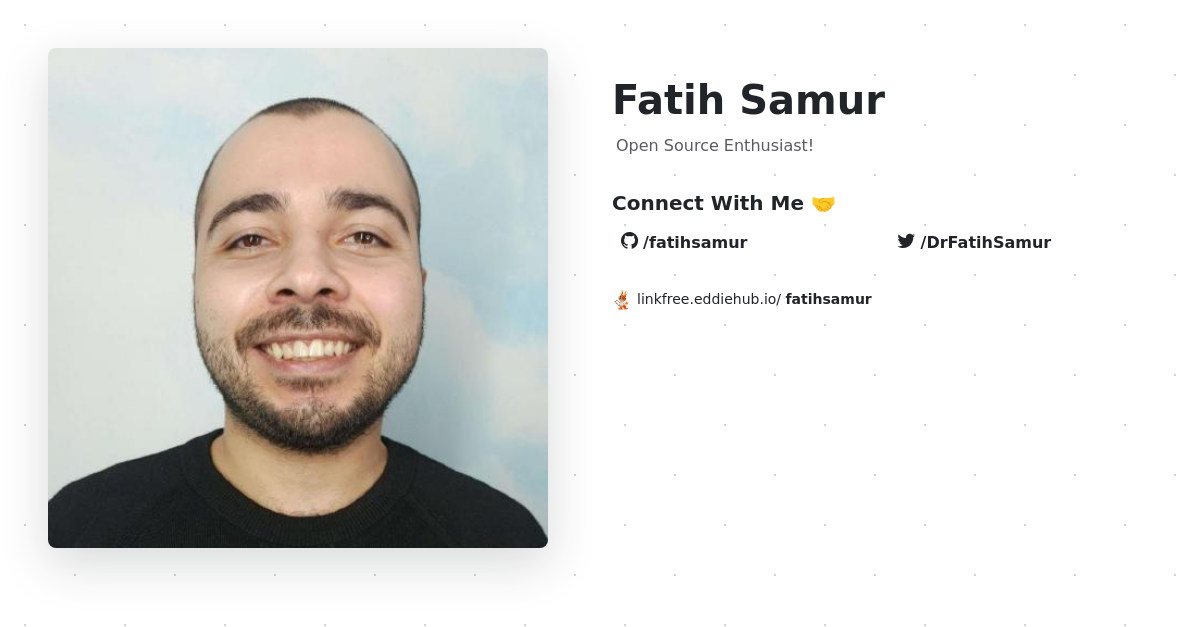 Fatih Samur
Open Source Enthusiast!
Connect With Me 🤝
/fatihsamur
/DrFatihSamur
linkfree.eddiehub.io/ fatihsamur